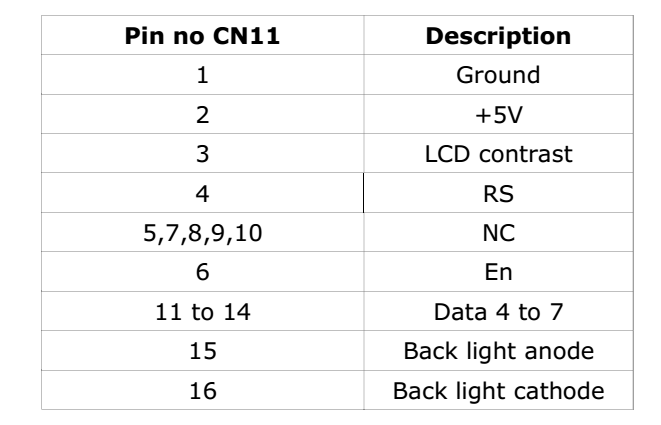 Pin no CN11 Description
1 Ground
2 +5V
3 LCD contrast
4 RS
5,7,8,9,10 NC
6 En
11 to 14 Data 4 to 7
15 Back light anode
16 Back light cathode